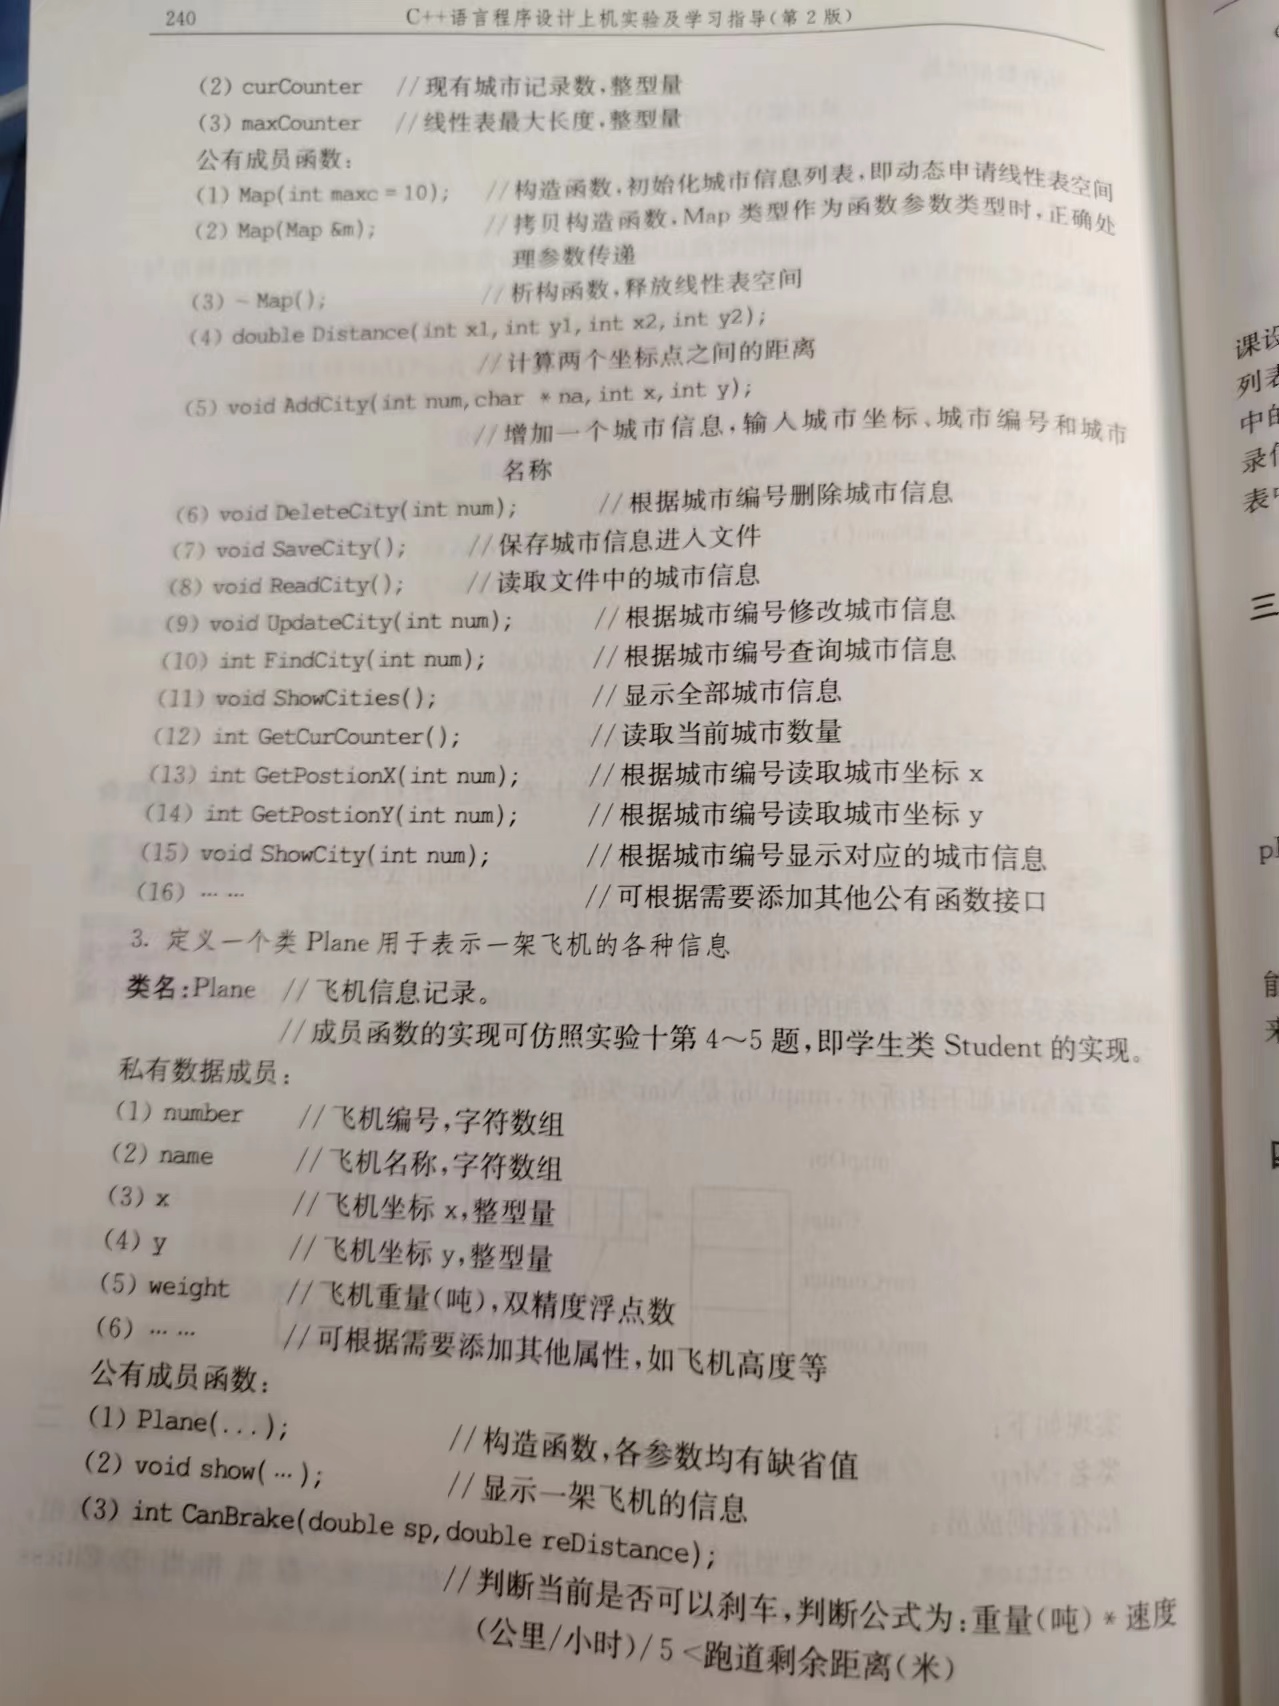 240 C++语言程序设计上机实验及学习指导(第2版)
(2) curCounter //现有城市记录数,整型量
(3) maxCounter //线性表最大长度,整型量
公有成员函数:
(1) Map(int maxc = 10); //构造函数,初始化城市信息列表,即动态申请线性表空间
(2) Map(Map &m); //拷贝构造函数,Map 类型作为函数参数类型时,正确处
理参数传递
(3) ~ Map(); //析构函数,释放线性表空间
(4) double Distance(int x1, int y1, int x2, int y2);
//计算两个坐标点之间的距离
(5) void AddCity(int num,char * na, int x, int y);
//增加一个城市信息,输入城市坐标、城市编号和城市
名称
(6) void DeleteCity(int num); //根据城市编号删除城市信息
(7) void SaveCity(); //保存城市信息进入文件
(8) void ReadCity(); //读取文件中的城市信息
(9) void UpdateCity(int num); //根据城市编号修改城市信息
(10) int FindCity(int num); //根据城市编号查询城市信息
(11) void ShowCities(); //显示全部城市信息
(12) int GetCurCounter(); //读取当前城市数量
(13) int GetPostionX(int num); //根据城市编号读取城市坐标 x
(14) int GetPostionY(int num); //根据城市编号读取城市坐标 y
(15) void ShowCity(int num); //根据城市编号显示对应的城市信息
(16) …… //可根据需要添加其他公有函数接口
3. 定义一个类 Plane 用于表示一架飞机的各种信息
类名:Plane //飞机信息记录。
//成员函数的实现可仿照实验十第 4～5 题,即学生类 Student 的实现。
私有数据成员:
(1) number //飞机编号,字符数组
(2) name //飞机名称,字符数组
(3) x //飞机坐标 x,整型量
(4) y //飞机坐标 y,整型量
(5) weight //飞机重量(吨),双精度浮点数
(6) …… //可根据需要添加其他属性,如飞机高度等
公有成员函数:
(1) Plane(...); //构造函数,各参数均有缺省值
(2) void show(…); //显示一架飞机的信息
(3) int CanBrake(double sp,double reDistance);
//判断当前是否可以刹车,判断公式为:重量(吨) * 速度
(公里/小时)/5 <跑道剩余距离(米)
课设
列表
中的
表
三
pl
能
来